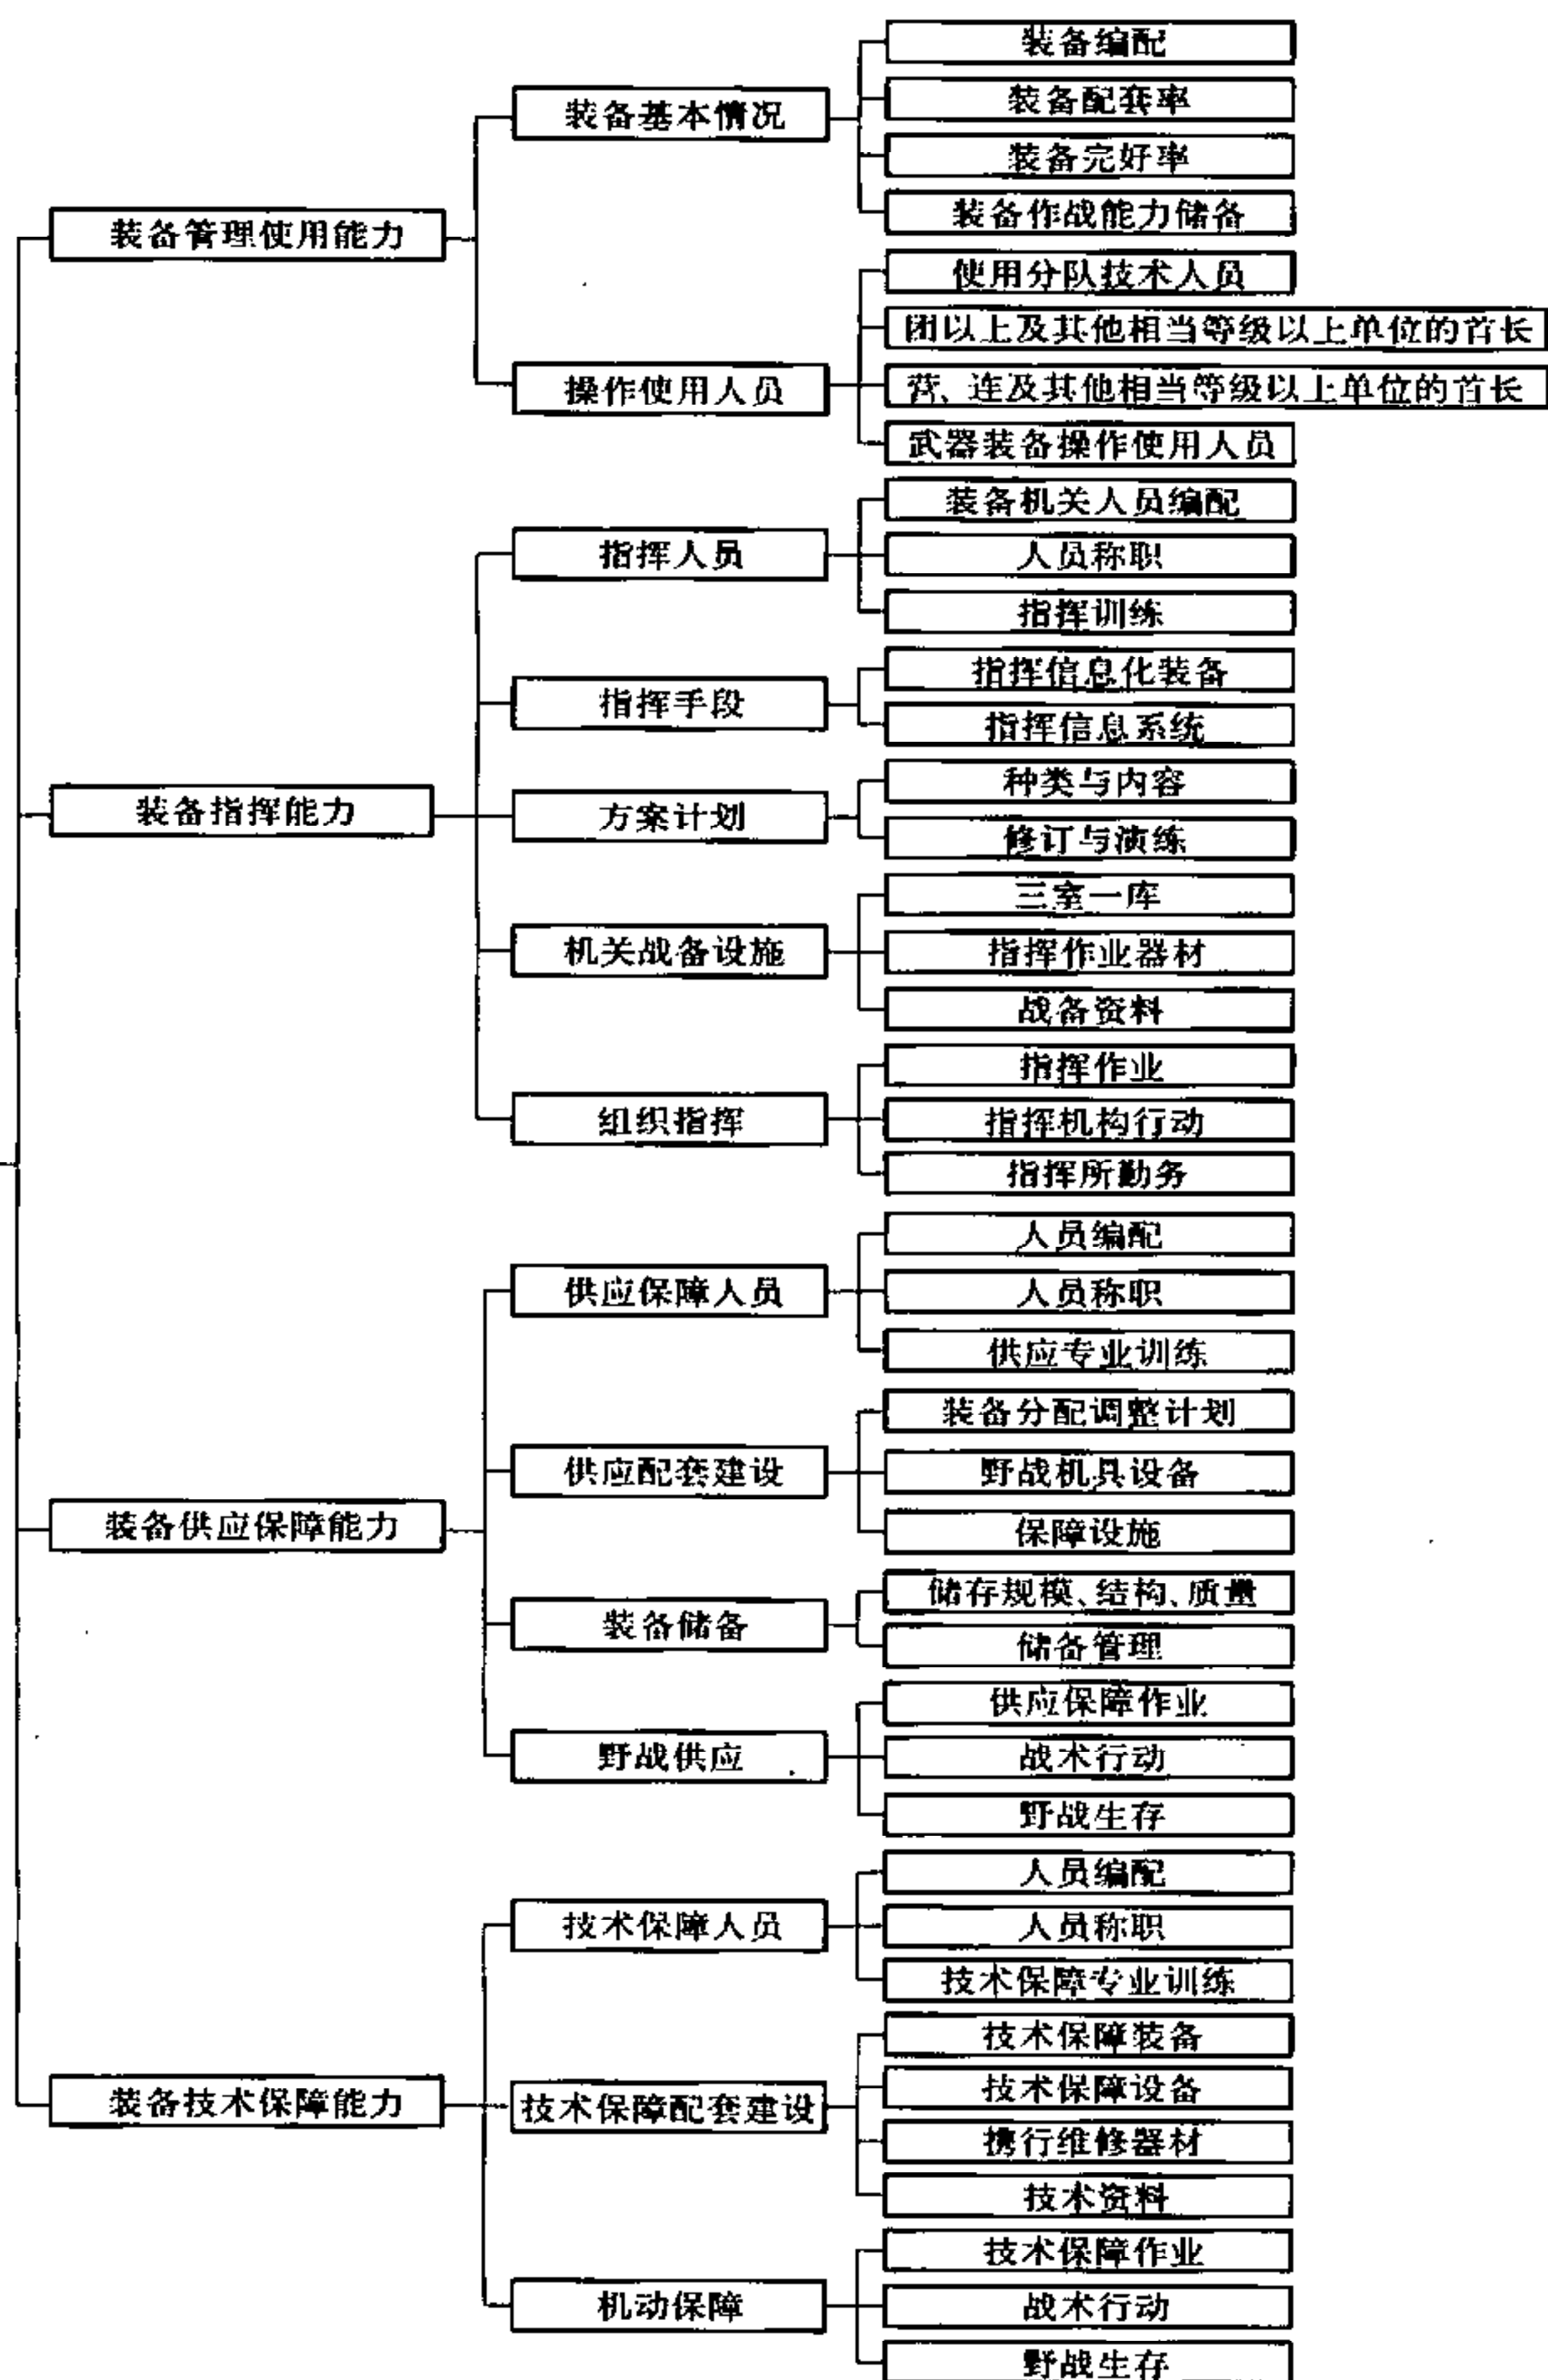 装备管理使用能力
装备基本情况
装备编配
装备配套率
装备完好率
装备作战能力储备
操作使用人员
使用分队技术人员
团以上及其他相当等级以上单位的首长
营、连及其他相当等级以上单位的首长
武器装备操作使用人员
装备指挥能力
指挥人员
装备机关人员编配
人员称职
指挥训练
指挥手段
指挥信息化装备
指挥信息系统
方案计划
种类与内容
修订与演练
机关战备设施
三室一库
指挥作业器材
战备资料
组织指挥
指挥作业
指挥机构行动
指挥所勤务
装备供应保障能力
供应保障人员
人员编配
人员称职
供应专业训练
供应配套建设
装备分配调整计划
野战机具设备
保障设施
装备储备
储存规模、结构、质量
储备管理
野战供应
供应保障作业
战术行动
野战生存
装备技术保障能力
技术保障人员
人员编配
人员称职
技术保障专业训练
技术保障配套建设
技术保障装备
技术保障设备
携行维修器材
技术资料
机动保障
技术保障作业
战术行动
野战生存